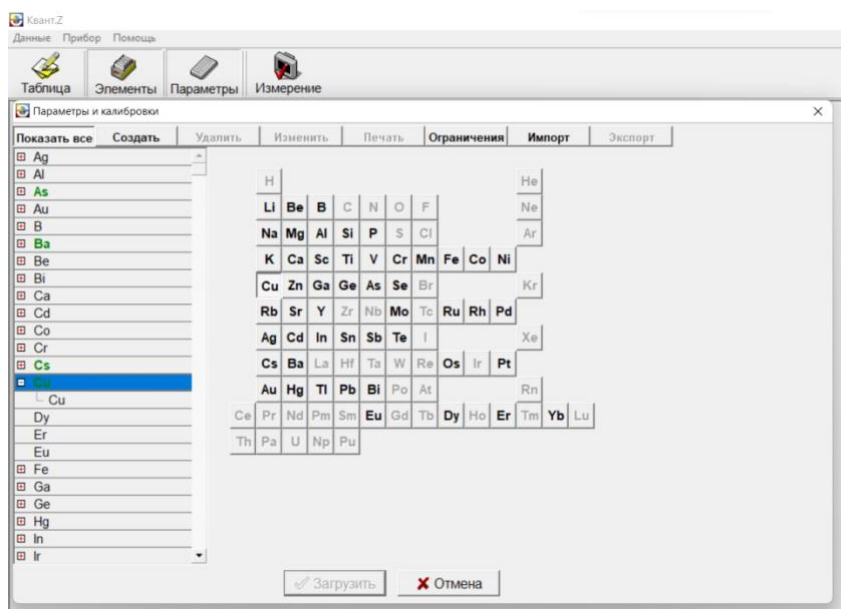 Квант.Z
Данные Прибор Помощь
Таблица Элементы Параметры Измерение
Параметры и калибровки
Показать все Создать Удалить Изменить Печать Ограничения Импорт Экспорт
Ag
Al
As
Au
B
Ba
Be
Bi
Ca
Cd
Co
Cr
Cs
Cu
Cu
Dy
Er
Eu
Fe
Ga
Ge
Hg
In
Ir
H He
Li Be B C N O F Ne
Na Mg Al Si P S Cl Ar
K Ca Sc Ti V Cr Mn Fe Co Ni
Cu Zn Ga Ge As Se Br Kr
Rb Sr Y Zr Nb Mo Tc Ru Rh Pd
Ag Cd In Sn Sb Te I Xe
Cs Ba La Hf Ta W Re Os Ir Pt
Au Hg Tl Pb Bi Po At Rn
Ce Pr Nd Pm Sm Eu Gd Tb Dy Ho Er Tm Yb Lu
Th Pa U Np Pu
Загрузить Отмена